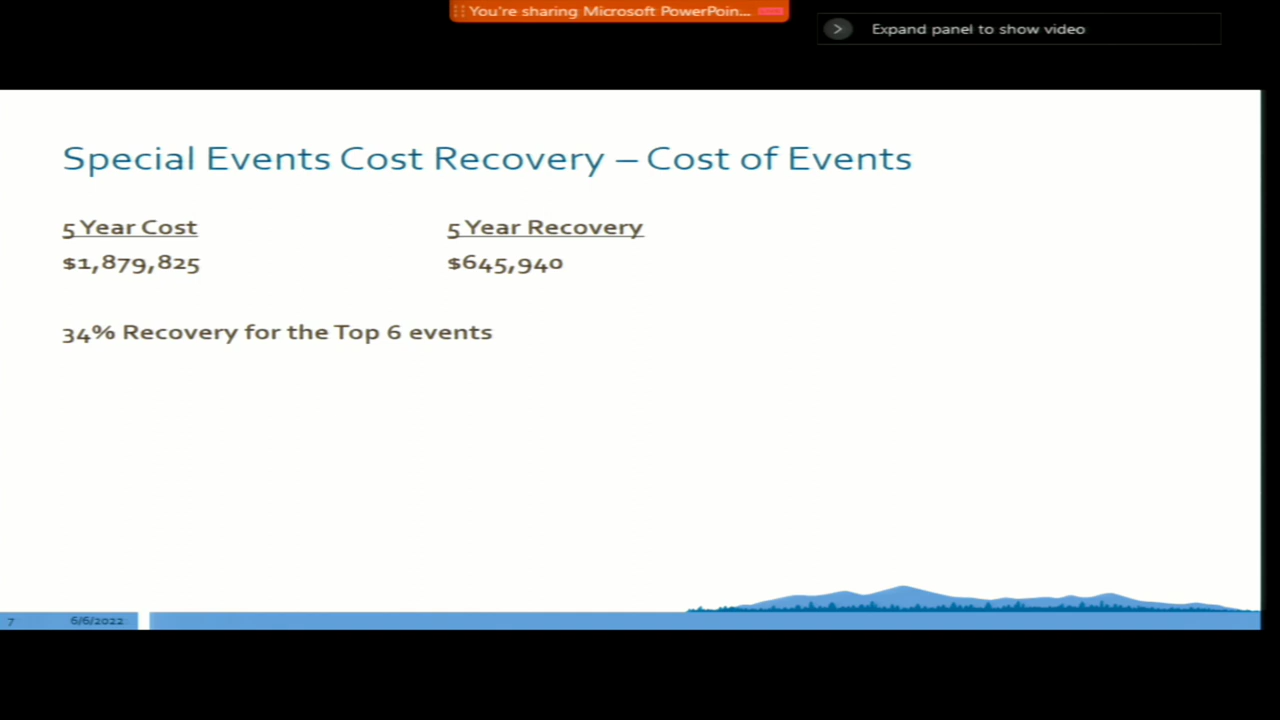 You're sharing Microsoft PowerPoin...
Expand panel to show video
Special Events Cost Recovery – Cost of Events
5 Year Cost
5 Year Recovery
$1,879,825
$645,940
34% Recovery for the Top 6 events
7
6/6/2022